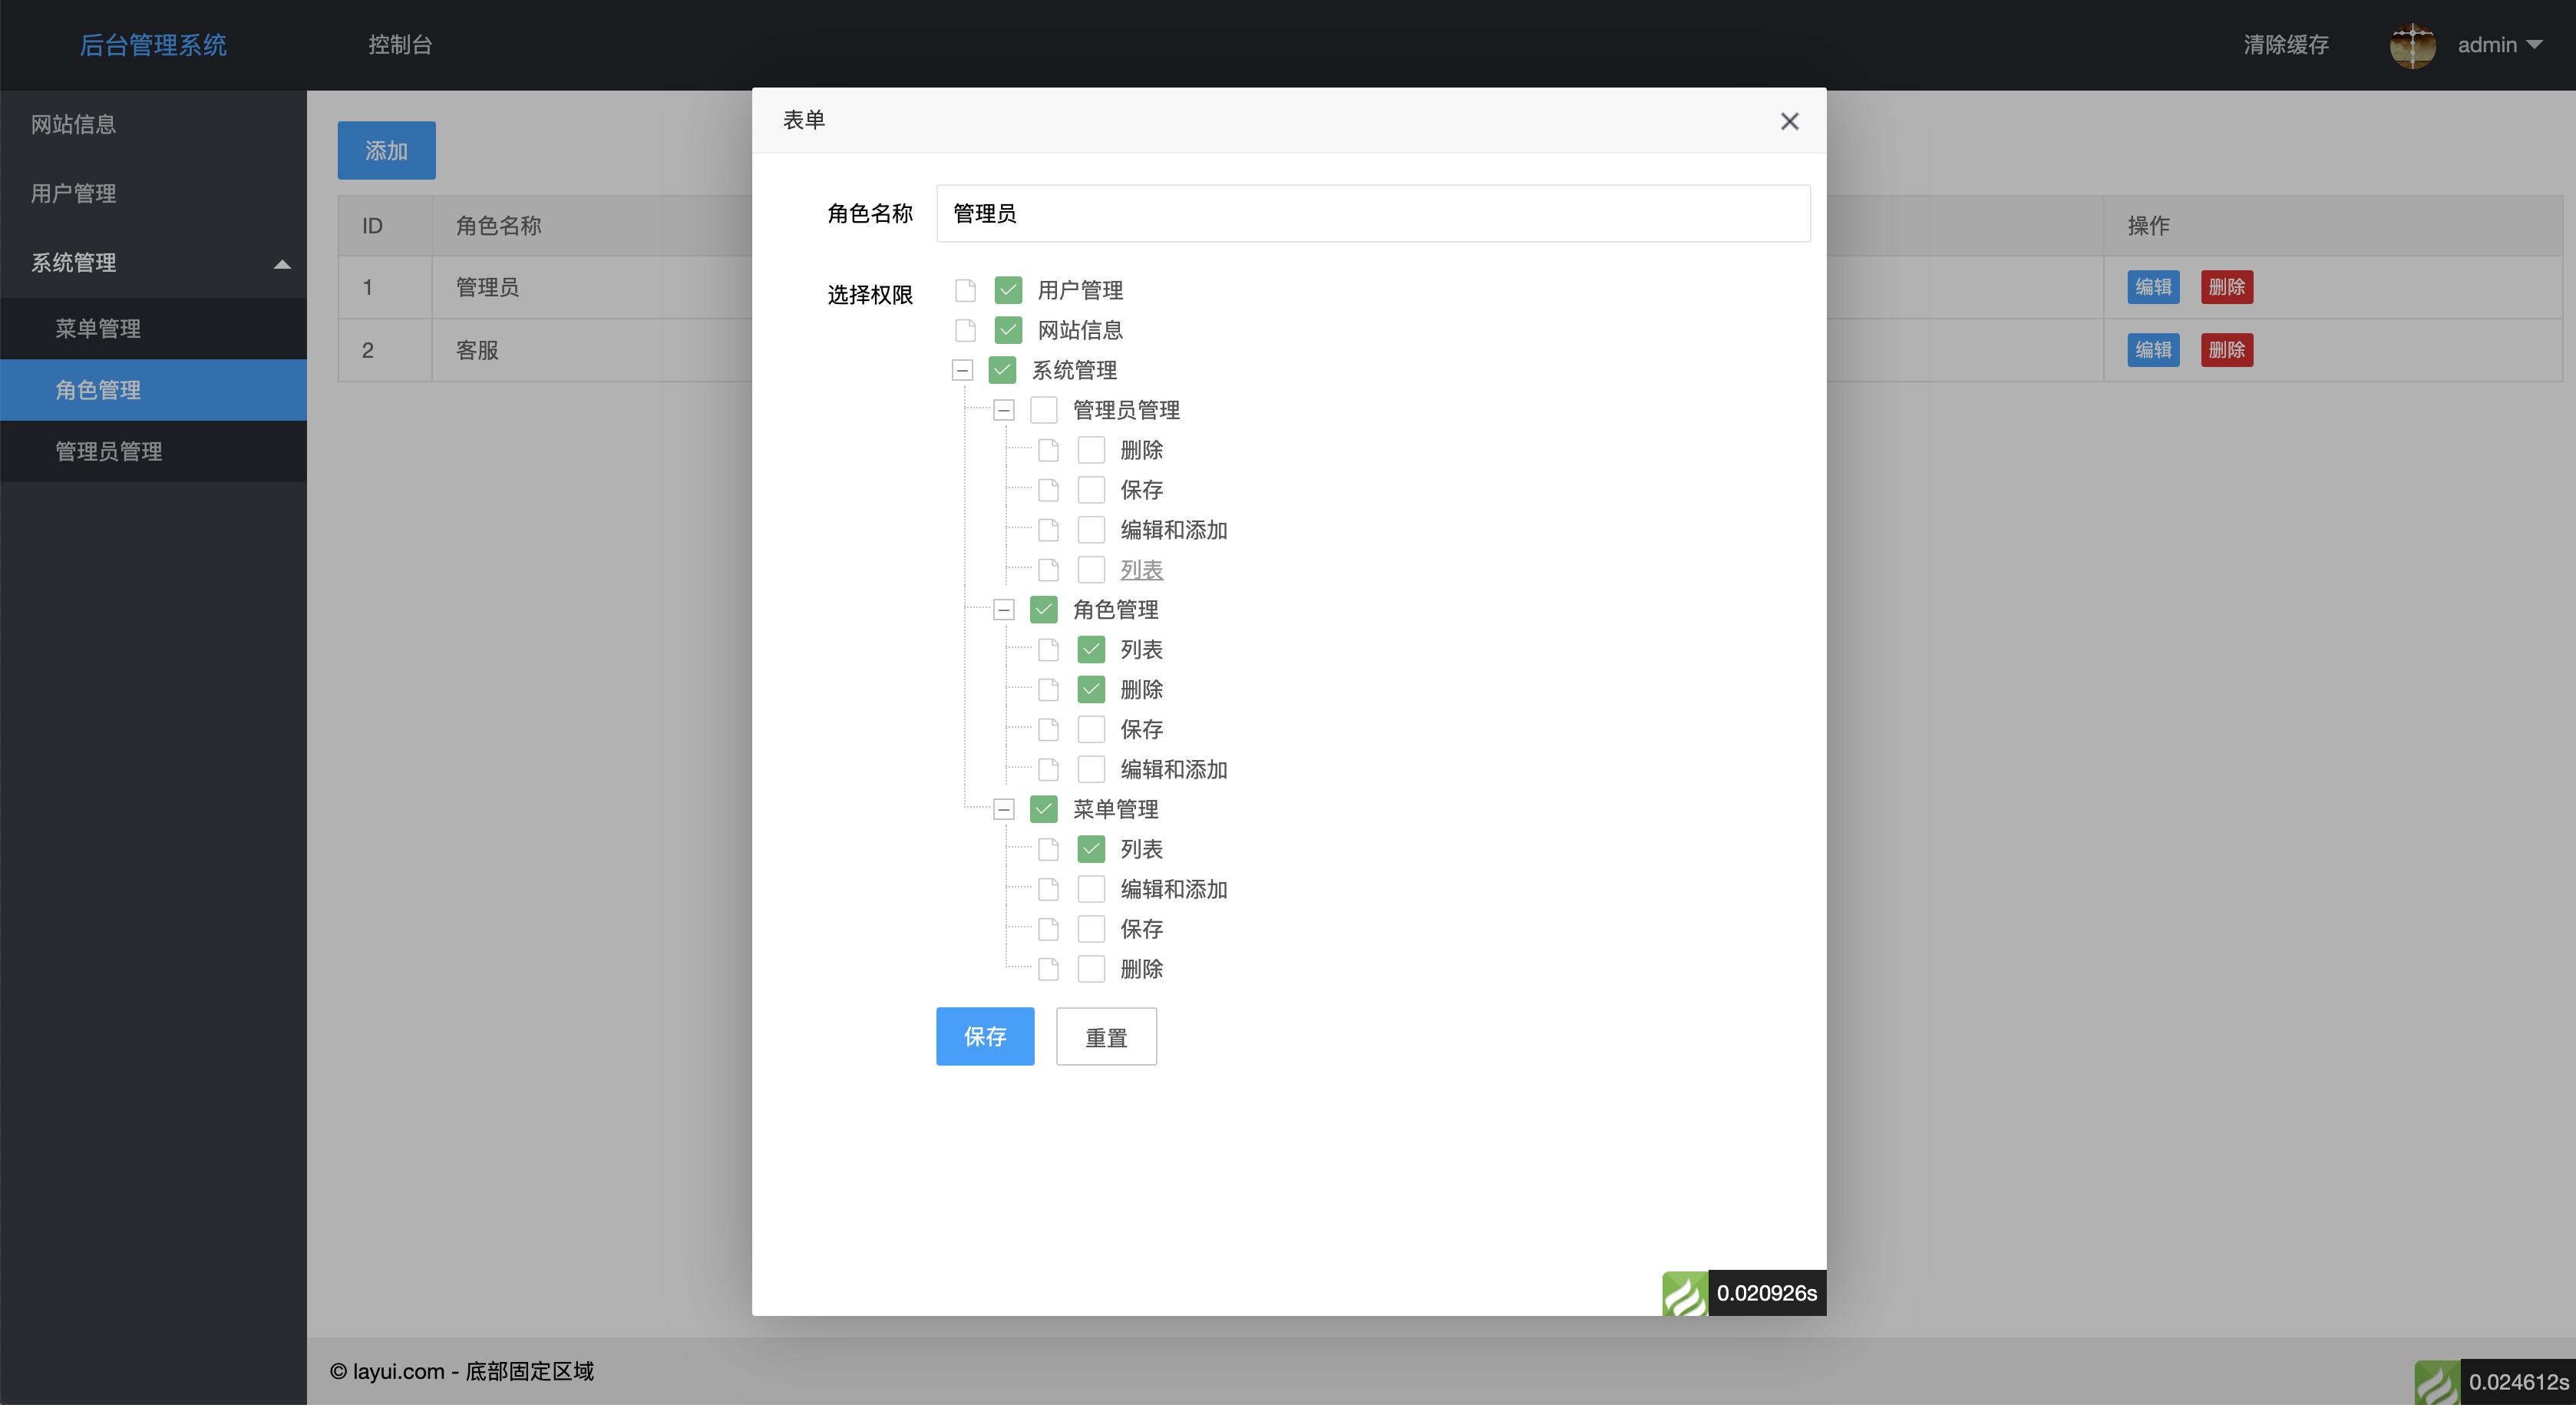 后台管理系统 控制台 清除缓存 admin
网站信息
用户管理
系统管理
菜单管理
角色管理
管理员管理
添加
ID 角色名称 操作
1 管理员 编辑 删除
2 客服 编辑 删除
表单
角色名称 管理员
选择权限
用户管理
网站信息
系统管理
管理员管理
删除
保存
编辑和添加
列表
角色管理
列表
删除
保存
编辑和添加
菜单管理
列表
编辑和添加
保存
删除
保存 重置
0.020926s
© layui.com - 底部固定区域
0.024612s